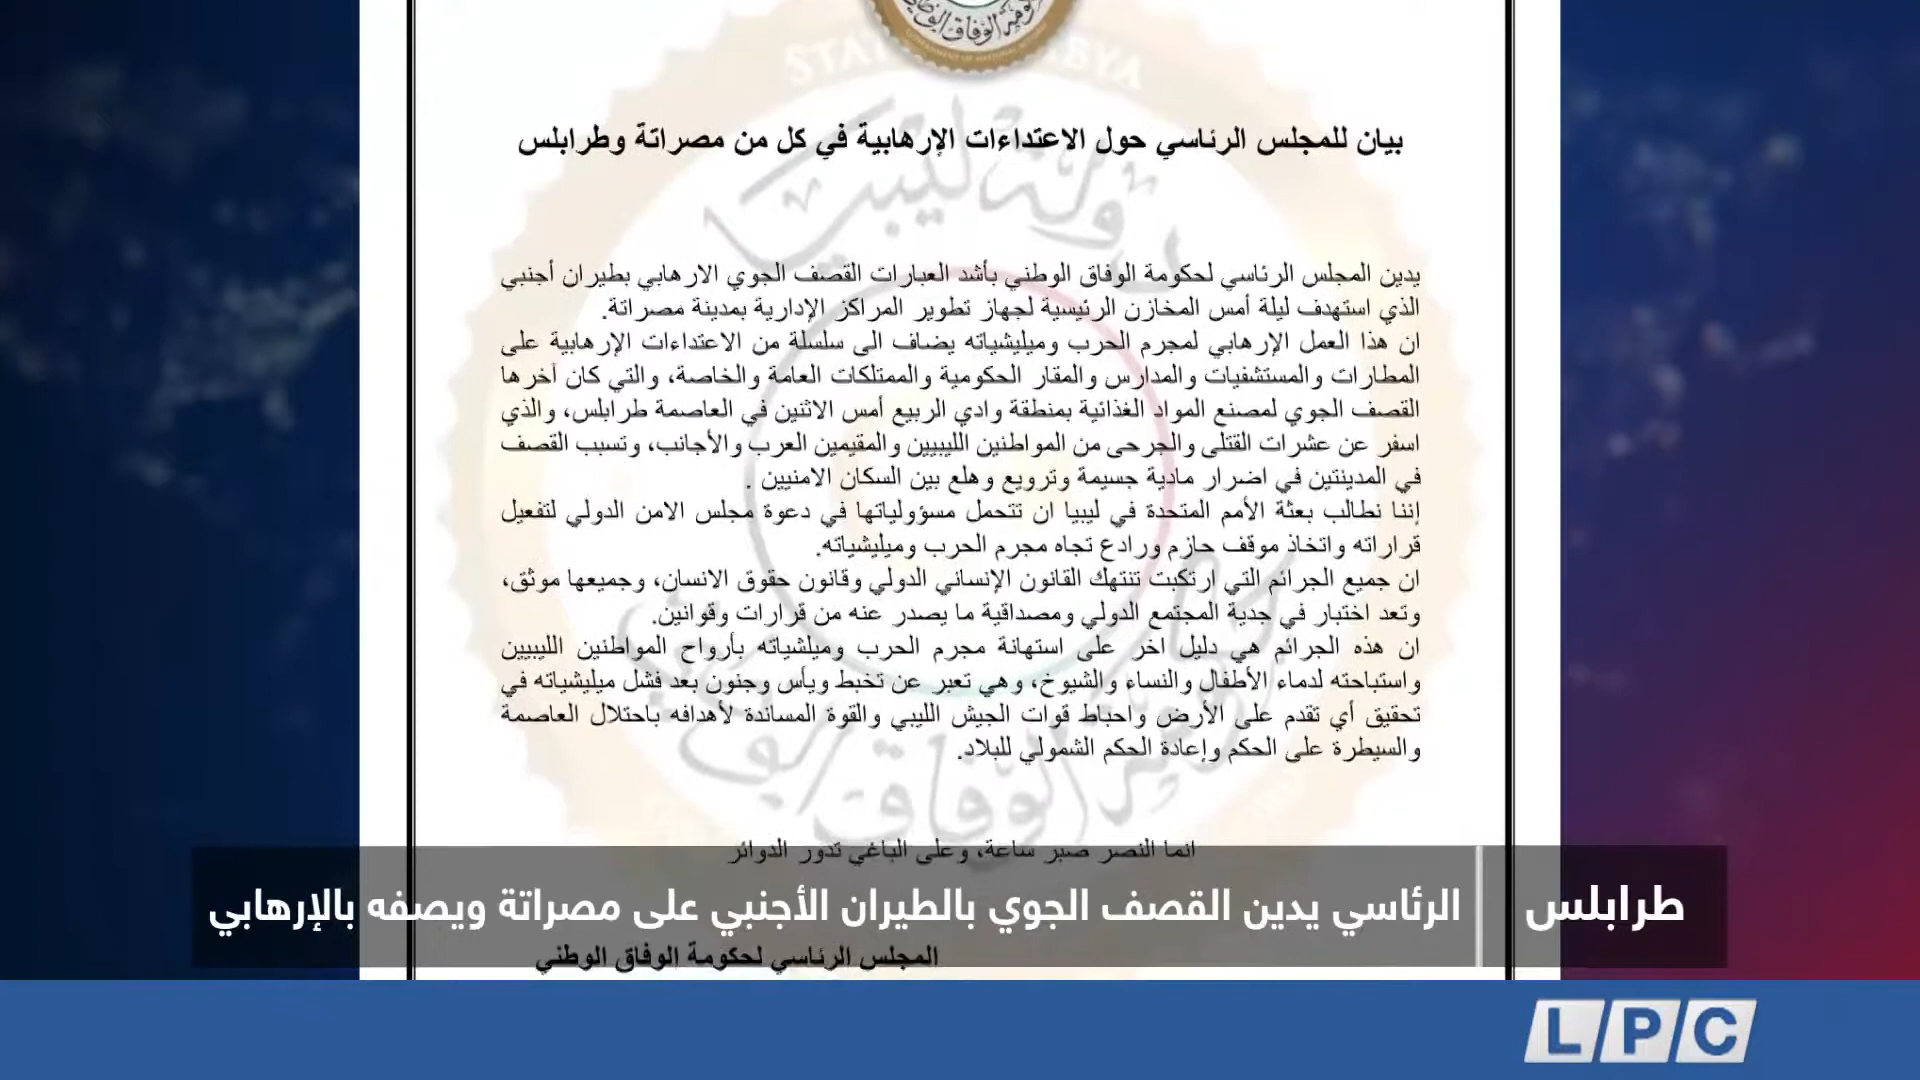 حكومة الوفاق الوطني
GOVERNMENT OF NATIONAL
بيان للمجلس الرئاسي حول الاعتداءات الإرهابية في كل من مصراتة وطرابلس
دولة ليبيا
يدين المجلس الرئاسي لحكومة الوفاق الوطني بأشد العبارات القصف الجوي الارهابي بطيران أجنبي
الذي استهدف ليلة أمس المخازن الرئيسية لجهاز تطوير المراكز الإدارية بمدينة مصراتة.
ان هذا العمل الإرهابي لمجرم الحرب وميليشياته يضاف الى سلسلة من الاعتداءات الإرهابية على
المطارات والمستشفيات والمدارس والمقار الحكومية والممتلكات العامة والخاصة، والتي كان أخرها
القصف الجوي لمصنع المواد الغذائية بمنطقة وادي الربيع أمس الاثنين في العاصمة طرابلس، والذي
اسفر عن عشرات القتلى والجرحى من المواطنين الليبيين والمقيمين العرب والأجانب، وتسبب القصف
في المدينتين في اضرار مادية جسيمة وترويع وهلع بين السكان الامنيين .
إننا نطالب بعثة الأمم المتحدة في ليبيا ان تتحمل مسؤولياتها في دعوة مجلس الامن الدولي لتفعيل
قراراته واتخاذ موقف حازم ورادع تجاه مجرم الحرب وميليشياته.
ان جميع الجرائم التي ارتكبت تنتهك القانون الإنساني الدولي وقانون حقوق الانسان، وجميعها موثق،
وتعد اختبار في جدية المجتمع الدولي ومصداقية ما يصدر عنه من قرارات وقوانين.
ان هذه الجرائم هي دليل اخر على استهانة مجرم الحرب وميلشياته بأرواح المواطنين الليبيين
واستباحته لدماء الأطفال والنساء والشيوخ، وهي تعبر عن تخبط ويأس وجنون بعد فشل ميليشياته في
تحقيق أي تقدم على الأرض واحباط قوات الجيش الليبي والقوة المساندة لأهدافه باحتلال العاصمة
والسيطرة على الحكم وإعادة الحكم الشمولي للبلاد.
انما النصر صبر ساعة، وعلى الباغي تدور الدوائر
طرابلس
الرئاسي يدين القصف الجوي بالطيران الأجنبي على مصراتة ويصفه بالإرهابي
المجلس الرئاسي لحكومة الوفاق الوطني
LPC